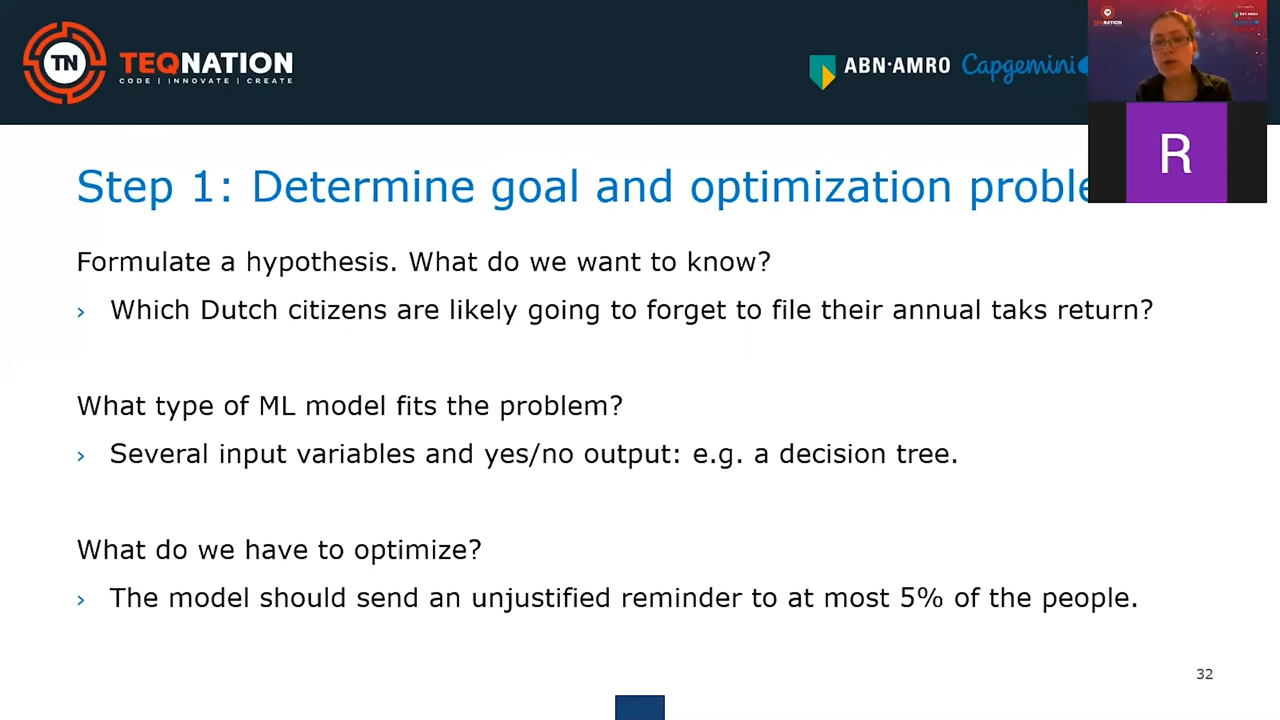 TN TEQNATION
CODE | INNOVATE | CREATE
ABN·AMRO Capgemini
R
Step 1: Determine goal and optimization proble
Formulate a hypothesis. What do we want to know?
› Which Dutch citizens are likely going to forget to file their annual taks return?
What type of ML model fits the problem?
› Several input variables and yes/no output: e.g. a decision tree.
What do we have to optimize?
› The model should send an unjustified reminder to at most 5% of the people.
32